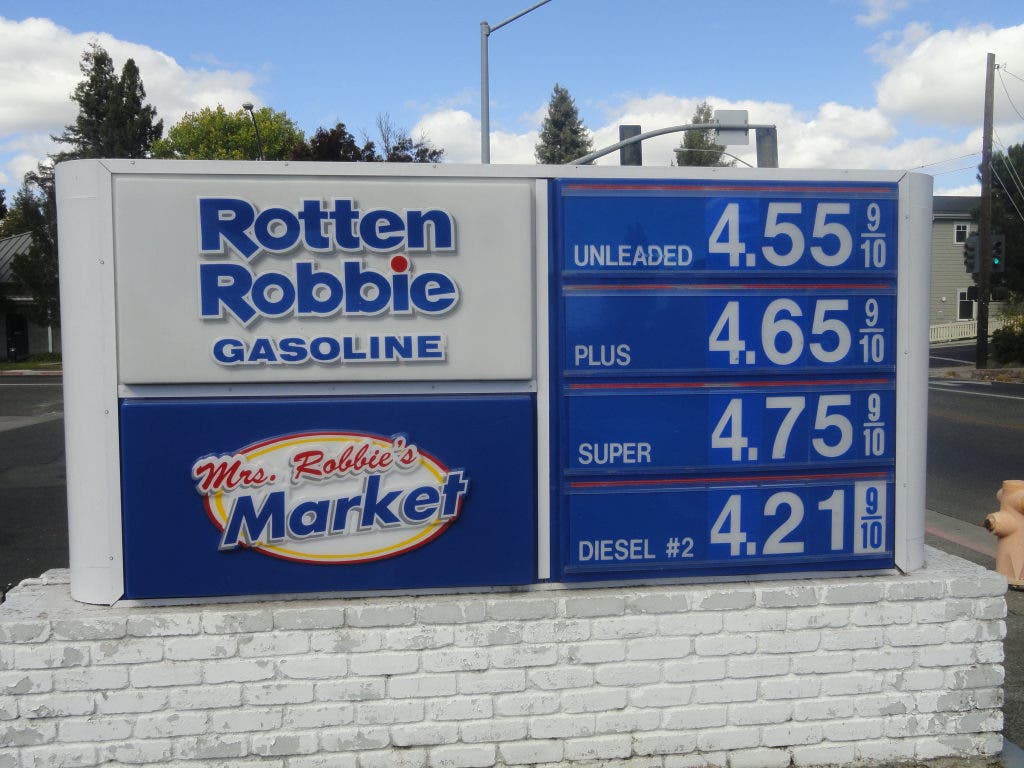 Rotten
Robbie
GASOLINE
Mrs. Robbie's
Market
UNLEADED 4.55 9/10
PLUS 4.65 9/10
SUPER 4.75 9/10
DIESEL #2 4.21 9/10